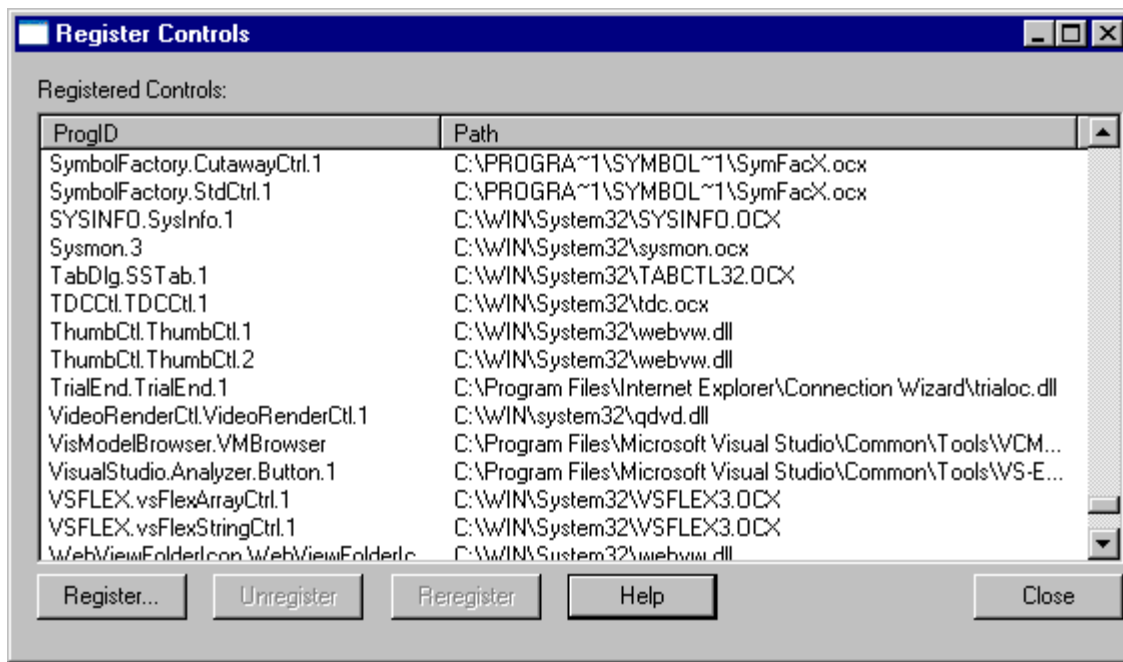 Register Controls
Registered Controls:
ProgID Path
SymbolFactory.CutawayCtrl.1 C:\PROGRA~1\SYMBOL~1\SymFacX.ocx
SymbolFactory.StdCtrl.1 C:\PROGRA~1\SYMBOL~1\SymFacX.ocx
SYSINFO.SysInfo.1 C:\WIN\System32\SYSINFO.OCX
Sysmon.3 C:\WIN\System32\sysmon.ocx
TabDlg.SSTab.1 C:\WIN\System32\TABCTL32.OCX
TDCCtl.TDCCtl.1 C:\WIN\System32\tdc.ocx
ThumbCtl.ThumbCtl.1 C:\WIN\System32\webvw.dll
ThumbCtl.ThumbCtl.2 C:\WIN\System32\webvw.dll
TrialEnd.TrialEnd.1 C:\Program Files\Internet Explorer\Connection Wizard\trialoc.dll
VideoRenderCtl.VideoRenderCtl.1 C:\WIN\system32\qdvd.dll
VisModelBrowser.VMBrowser C:\Program Files\Microsoft Visual Studio\Common\Tools\VCM...
VisualStudio.Analyzer.Button.1 C:\Program Files\Microsoft Visual Studio\Common\Tools\VS-E...
VSFLEX.vsFlexArrayCtrl.1 C:\WIN\System32\VSFLEX3.OCX
VSFLEX.vsFlexStringCtrl.1 C:\WIN\System32\VSFLEX3.OCX
WebViewFolderIcon.WebViewFolderIc... C:\WIN\System32\webvw.dll
Register... Unregister Reregister Help Close